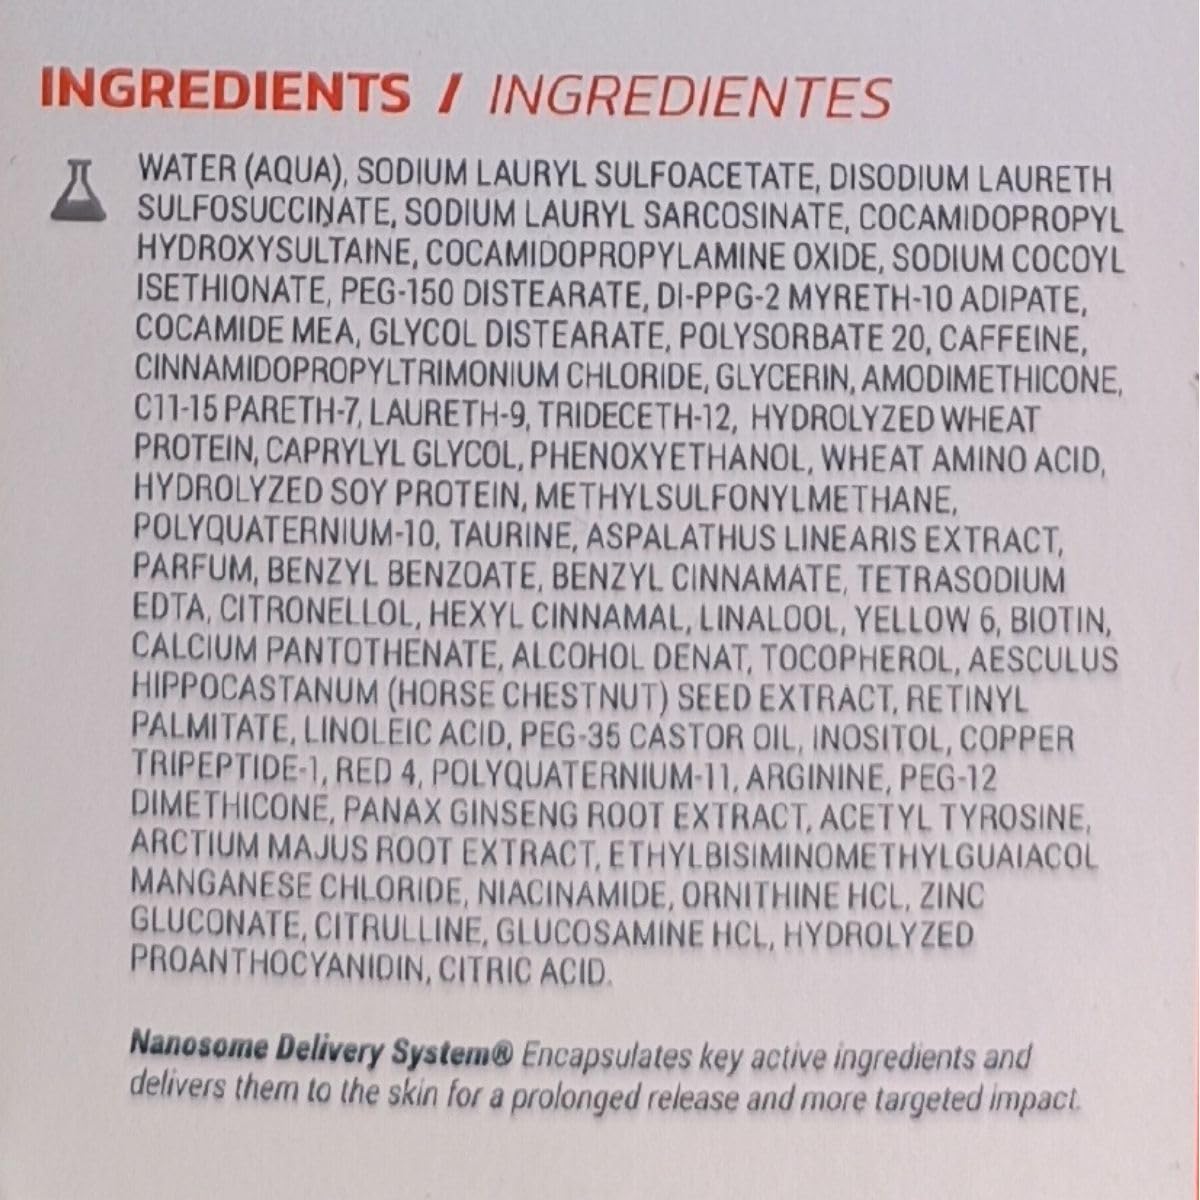 INGREDIENTS / INGREDIENTES
WATER (AQUA), SODIUM LAURYL SULFOACETATE, DISODIUM LAURETH
SULFOSUCCINATE, SODIUM LAURYL SARCOSINATE, COCAMIDOPROPYL
HYDROXYSULTAINE, COCAMIDOPROPYLAMINE OXIDE, SODIUM COCOYL
ISETHIONATE, PEG-150 DISTEARATE, DI-PPG-2 MYRETH-10 ADIPATE,
COCAMIDE MEA, GLYCOL DISTEARATE, POLYSORBATE 20, CAFFEINE,
CINNAMIDOPROPYLTRIMONIUM CHLORIDE, GLYCERIN, AMODIMETHICONE,
C11-15 PARETH-7, LAURETH-9, TRIDECETH-12, HYDROLYZED WHEAT
PROTEIN, CAPRYLYL GLYCOL, PHENOXYETHANOL, WHEAT AMINO ACID,
HYDROLYZED SOY PROTEIN, METHYLSULFONYLMETHANE,
POLYQUATERNIUM-10, TAURINE, ASPALATHUS LINEARIS EXTRACT,
PARFUM, BENZYL BENZOATE, BENZYL CINNAMATE, TETRASODIUM
EDTA, CITRONELLOL, HEXYL CINNAMAL, LINALOOL, YELLOW 6, BIOTIN,
CALCIUM PANTOTHENATE, ALCOHOL DENAT, TOCOPHEROL, AESCULUS
HIPPOCASTANUM (HORSE CHESTNUT) SEED EXTRACT, RETINYL
PALMITATE, LINOLEIC ACID, PEG-35 CASTOR OIL, INOSITOL, COPPER
TRIPEPTIDE-1, RED 4, POLYQUATERNIUM-11, ARGININE, PEG-12
DIMETHICONE, PANAX GINSENG ROOT EXTRACT, ACETYL TYROSINE,
ARCTIUM MAJUS ROOT EXTRACT, ETHYLBISIMINOMETHYLGUAIACOL
MANGANESE CHLORIDE, NIACINAMIDE, ORNITHINE HCL, ZINC
GLUCONATE, CITRULLINE, GLUCOSAMINE HCL, HYDROLYZED
PROANTHOCYANIDIN, CITRIC ACID.
Nanosome Delivery System® Encapsulates key active ingredients and
delivers them to the skin for a prolonged release and more targeted impact.